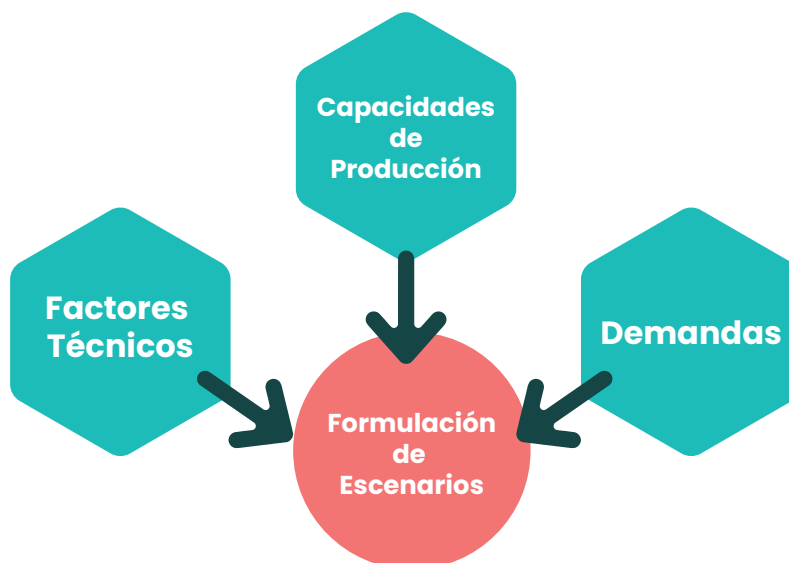 Capacidades
de
Producción
Factores
Técnicos
Demandas
Formulación
de
Escenarios